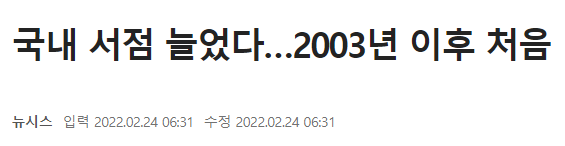 국내 서점 늘었다…2003년 이후 처음
뉴시스 입력 2022.02.24 06:31 수정 2022.02.24 06:31